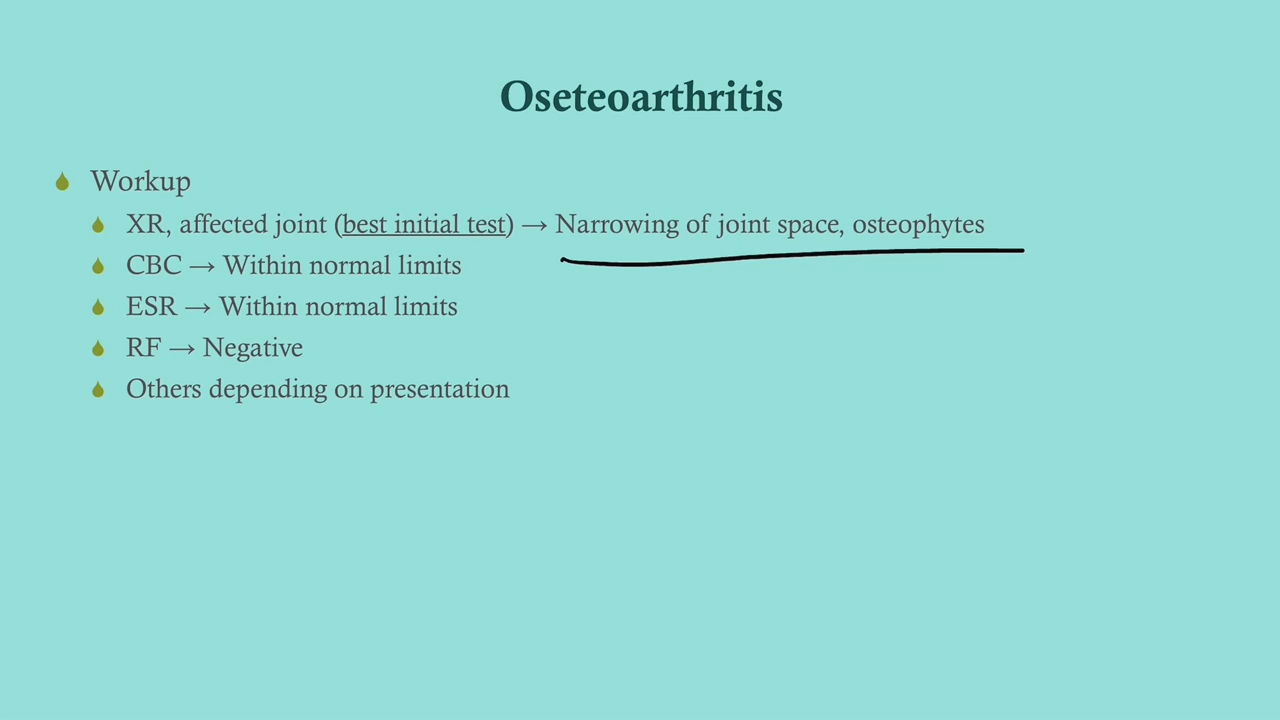 Oseteoarthritis
Workup
XR, affected joint (best initial test) → Narrowing of joint space, osteophytes
CBC → Within normal limits
ESR → Within normal limits
RF → Negative
Others depending on presentation